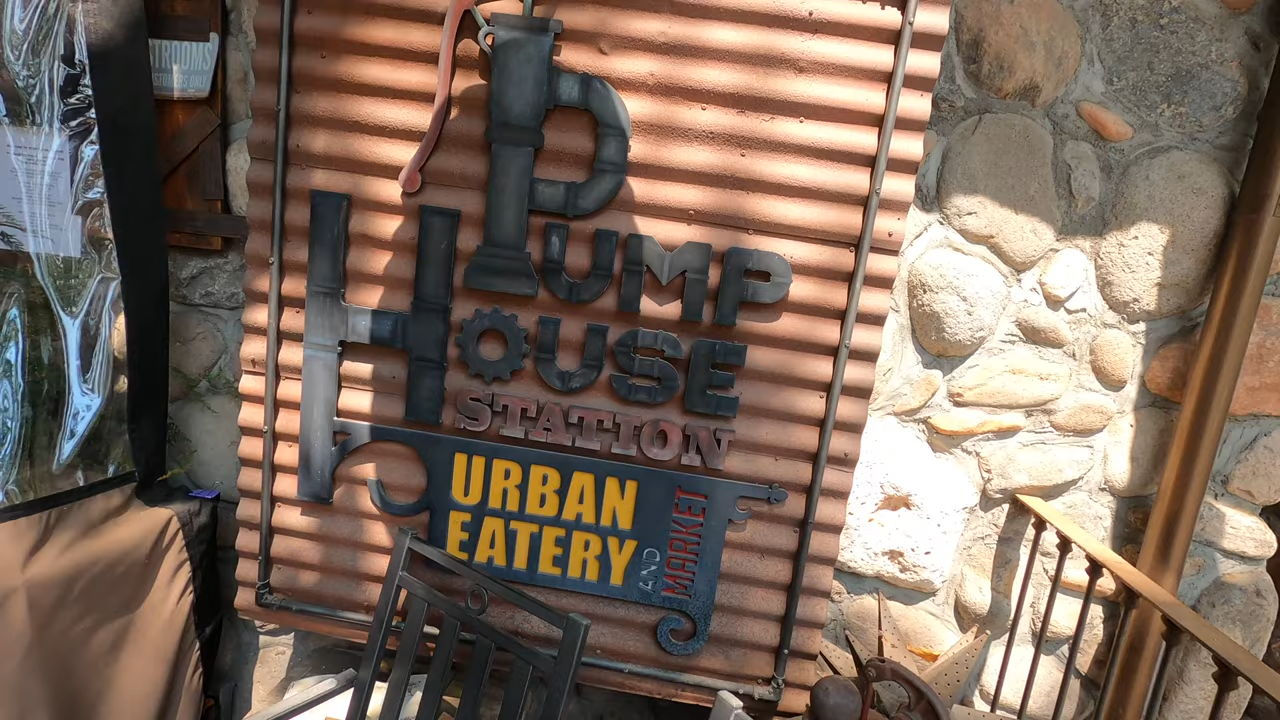 PUMP
HOUSE
STATION
URBAN
EATERY
AND
MARKET